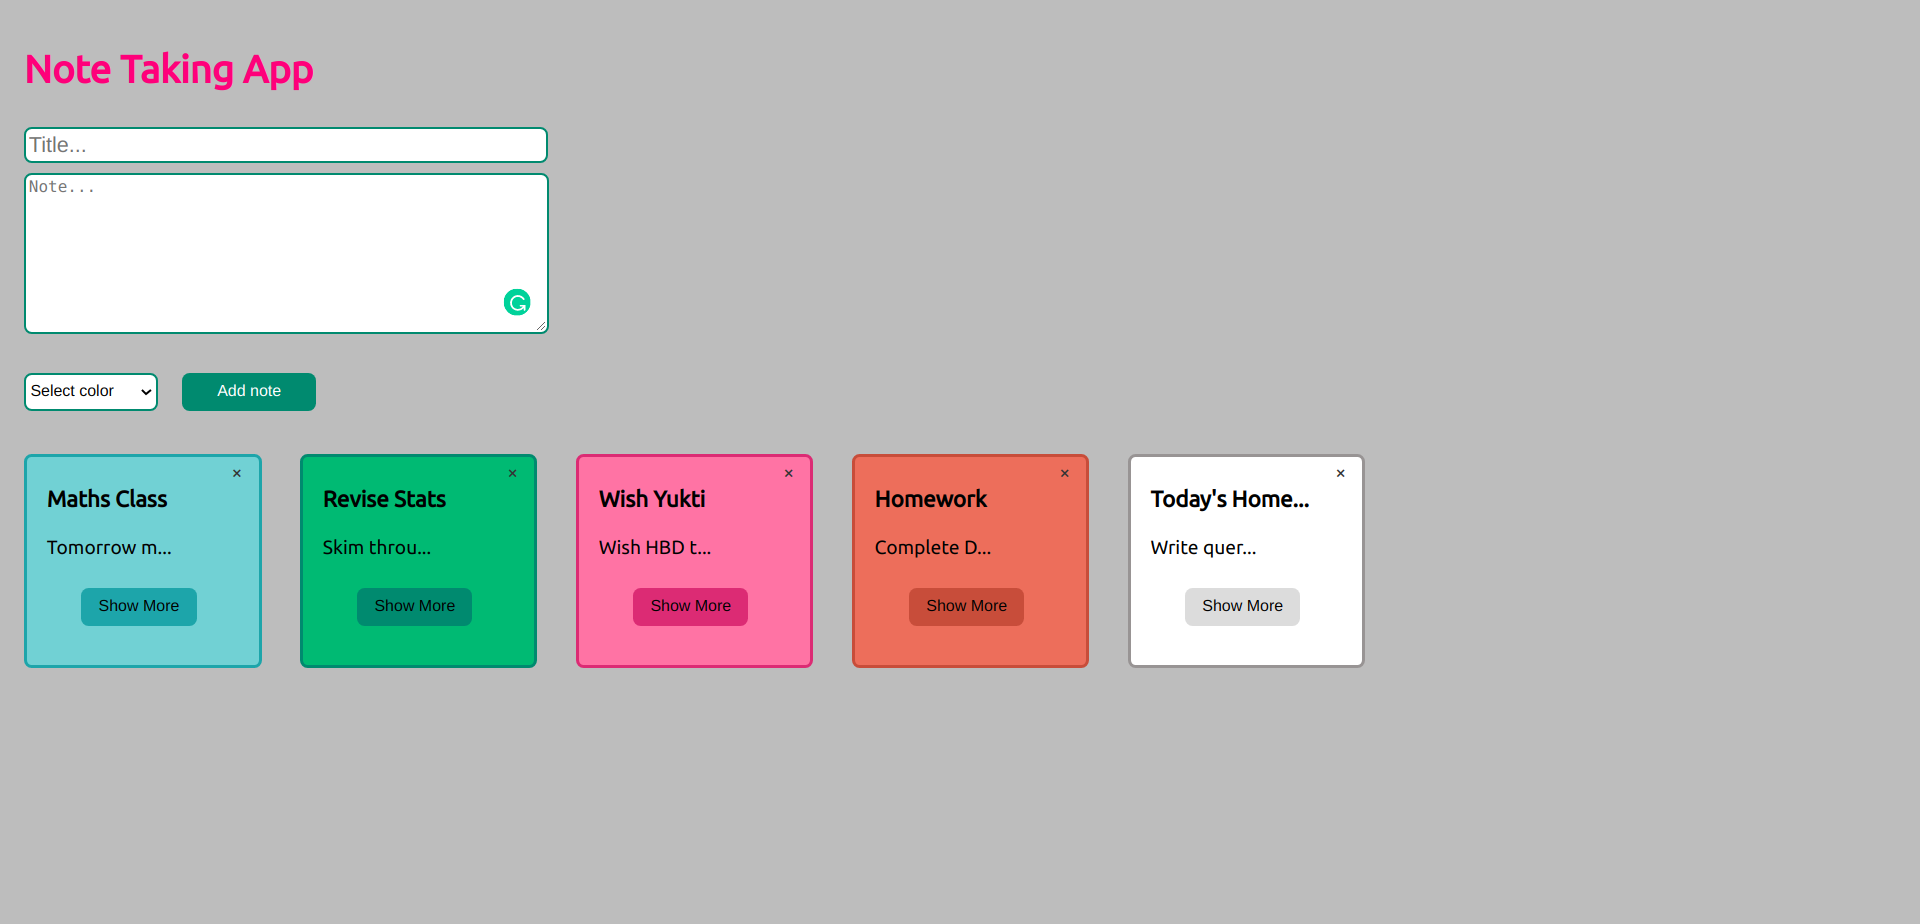 Note Taking App
Title...
Note...
Select color
Add note
×
Maths Class
Tomorrow m...
Show More
×
Revise Stats
Skim throu...
Show More
×
Wish Yukti
Wish HBD t...
Show More
×
Homework
Complete D...
Show More
×
Today's Home...
Write quer...
Show More